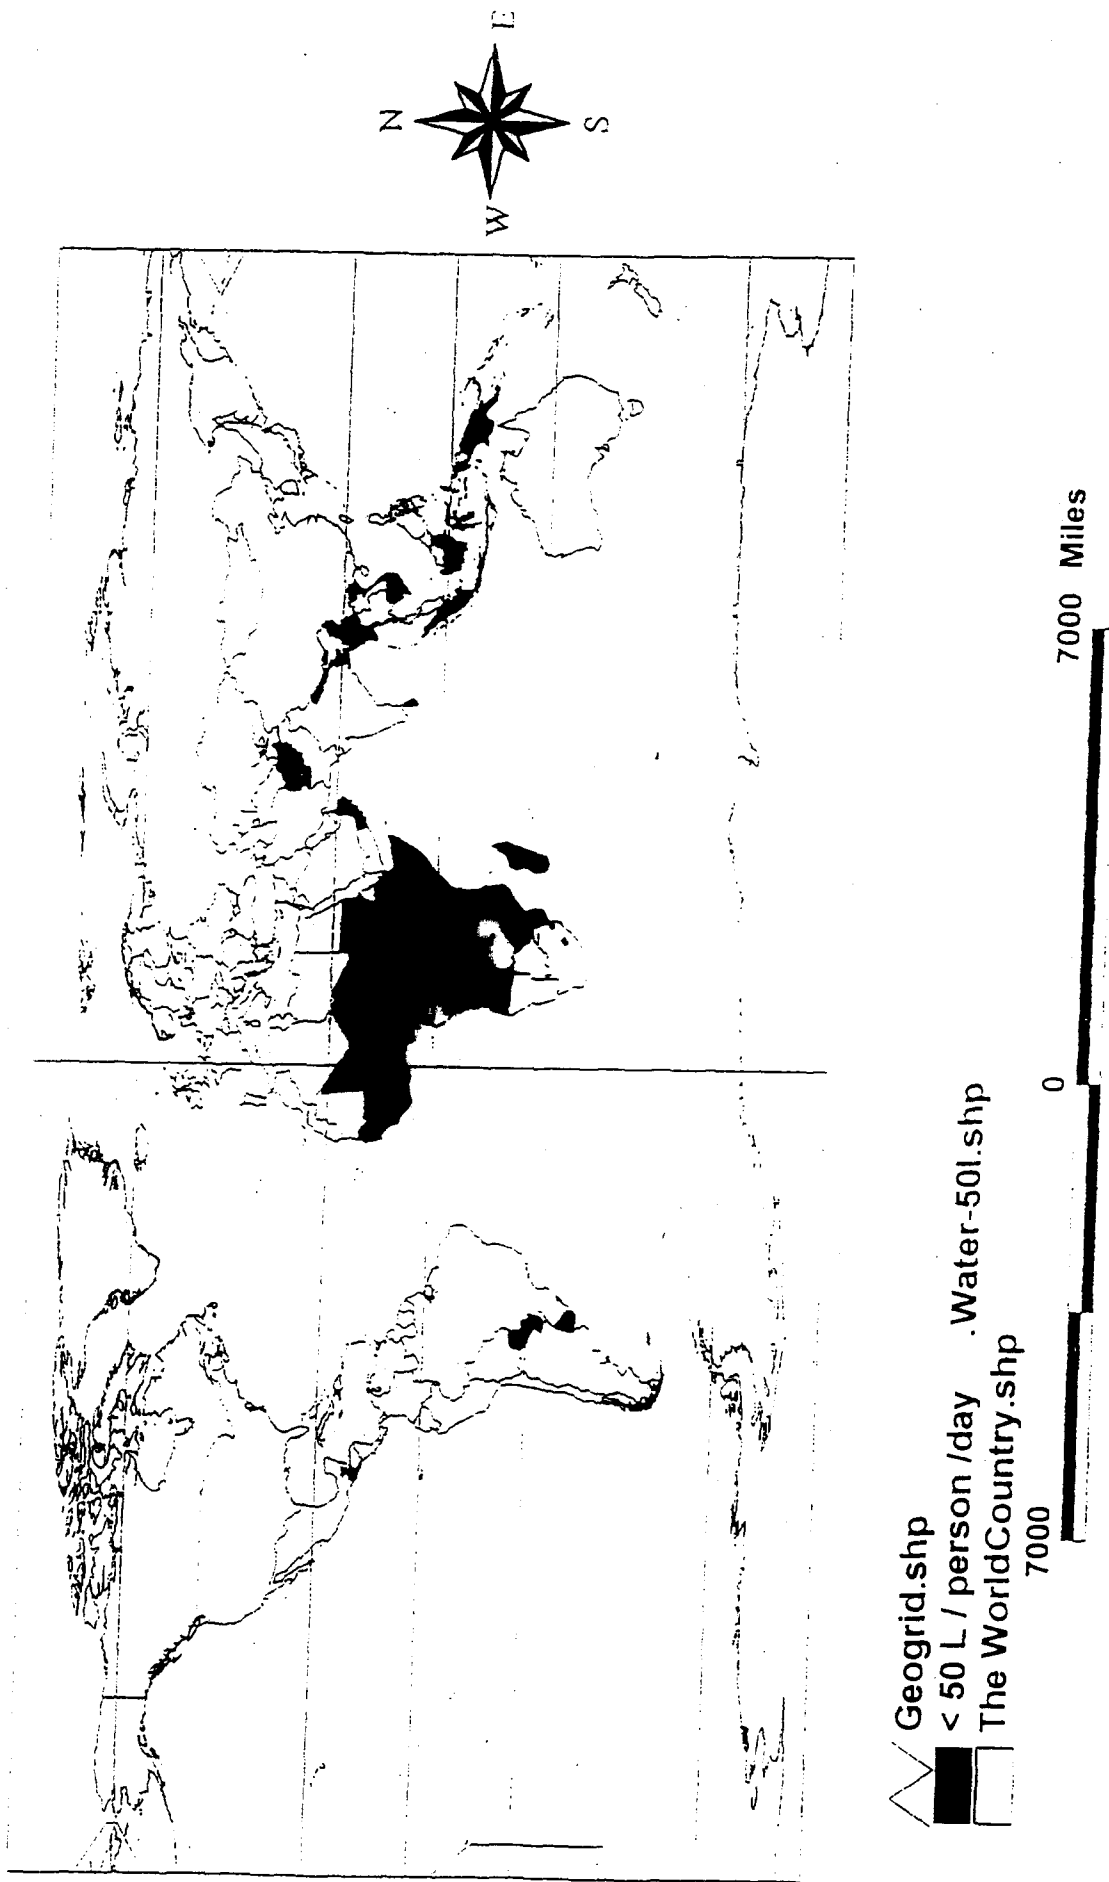 N
W
E
S
Geogrid.shp
< 50 L / person /day .Water-50l.shp
The WorldCountry.shp
7000 0 7000 Miles